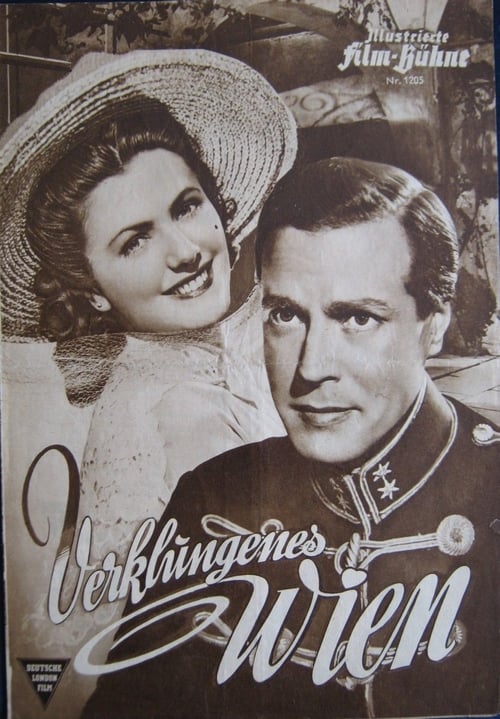 Illustrierte
Film-Bühne
Nr. 1205
Verklungenes
Wien
DEUTSCHE
LONDON
FILM